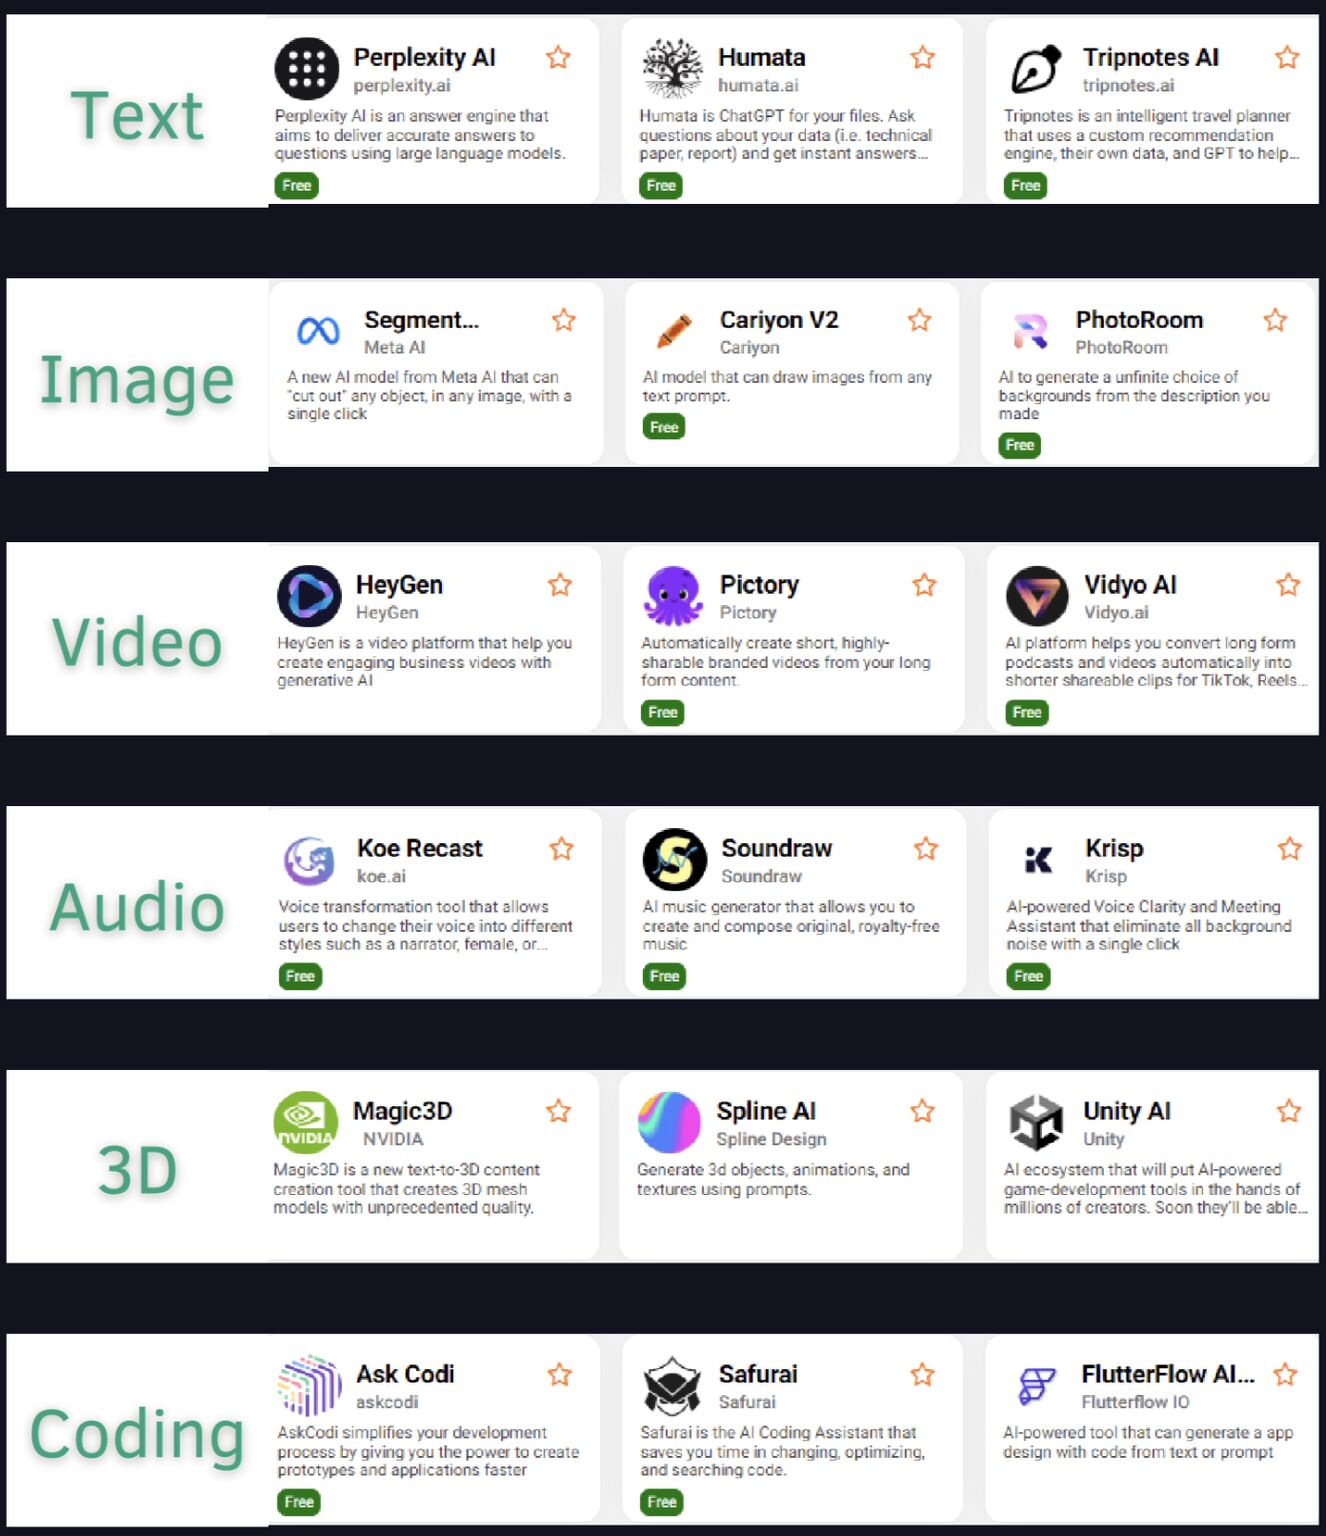 Text
Perplexity AI
perplexity.ai
Perplexity AI is an answer engine that
aims to deliver accurate answers to
questions using large language models.
Free
Humata
humata.ai
Humata is ChatGPT for your files. Ask
questions about your data (i.e. technical
paper, report) and get instant answers...
Free
Tripnotes AI
tripnotes.ai
Tripnotes is an intelligent travel planner
that uses a custom recommendation
engine, their own data, and GPT to help...
Free
Image
Segment...
Meta AI
A new AI model from Meta AI that can
"cut out" any object, in any image, with a
single click
Cariyon V2
Cariyon
AI model that can draw images from any
text prompt.
Free
PhotoRoom
PhotoRoom
AI to generate a unfinite choice of
backgrounds from the description you
made
Free
Video
HeyGen
HeyGen
HeyGen is a video platform that help you
create engaging business videos with
generative AI
Pictory
Pictory
Automatically create short, highly-
sharable branded videos from your long
form content.
Free
Vidyo AI
Vidyo.ai
AI platform helps you convert long form
podcasts and videos automatically into
shorter shareable clips for TikTok, Reels...
Free
Audio
Koe Recast
koe.ai
Voice transformation tool that allows
users to change their voice into different
styles such as a narrator, female, or...
Free
Soundraw
Soundraw
AI music generator that allows you to
create and compose original, royalty-free
music
Free
Krisp
Krisp
AI-powered Voice Clarity and Meeting
Assistant that eliminate all background
noise with a single click
Free
3D
NVIDIA
Magic3D
NVIDIA
Magic3D is a new text-to-3D content
creation tool that creates 3D mesh
models with unprecedented quality.
Spline AI
Spline Design
Generate 3d objects, animations, and
textures using prompts.
Unity AI
Unity
AI ecosystem that will put AI-powered
game-development tools in the hands of
millions of creators. Soon they'll be able...
Coding
Ask Codi
askcodi
AskCodi simplifies your development
process by giving you the power to create
prototypes and applications faster
Free
Safurai
Safurai
Safurai is the AI Coding Assistant that
saves you time in changing, optimizing,
and searching code.
Free
FlutterFlow AI...
Flutterflow IO
AI-powered tool that can generate a app
design with code from text or prompt